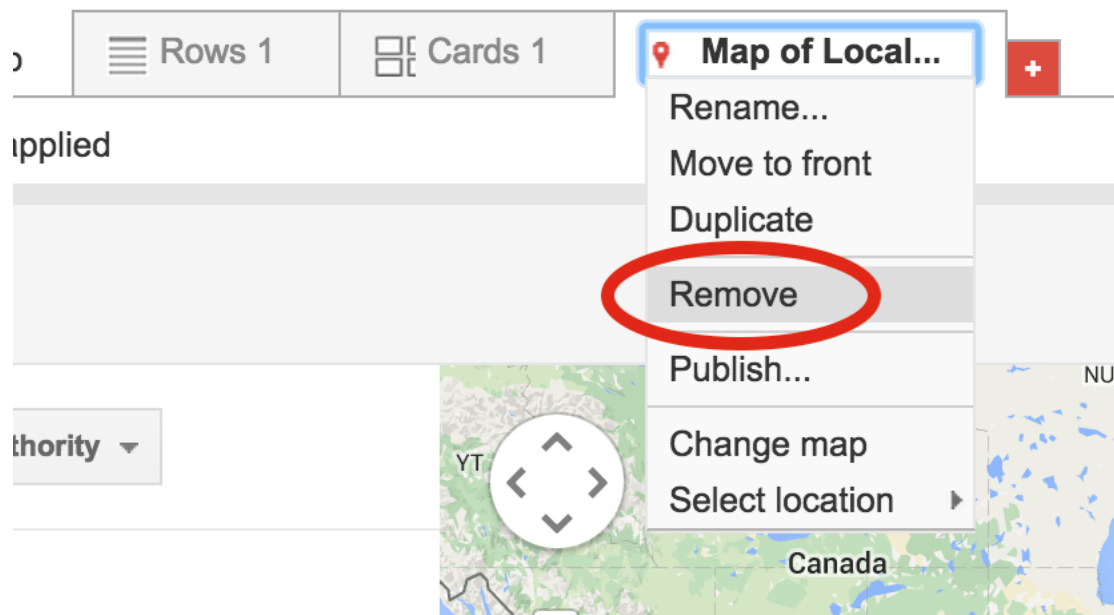 Rows 1
Cards 1
Map of Local...
+
Rename...
pplied
Move to front
Duplicate
Remove
Publish...
NU
thority
Change map
YT
Select location
Canada